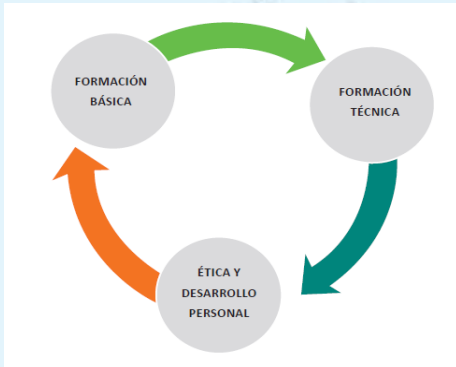 FORMACIÓN
BÁSICA
FORMACIÓN
TÉCNICA
ÉTICA Y
DESARROLLO
PERSONAL